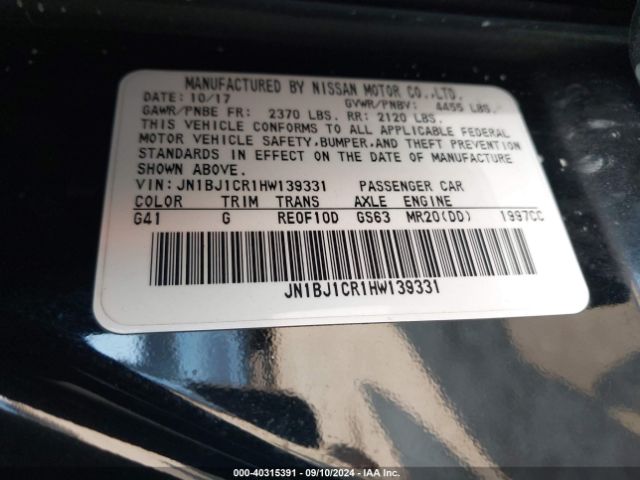 MANUFACTURED BY NISSAN MOTOR CO.,LTD.
DATE: 10/17 GVWR/PNBV: 4455 LBS.
GAWR/PNBE FR: 2370 LBS. RR: 2120 LBS.
THIS VEHICLE CONFORMS TO ALL APPLICABLE FEDERAL
MOTOR VEHICLE SAFETY,BUMPER,AND THEFT PREVENTION
STANDARDS IN EFFECT ON THE DATE OF MANUFACTURE
SHOWN ABOVE.
VIN: JN1BJ1CR1HW139331 PASSENGER CAR
COLOR TRIM TRANS AXLE ENGINE
G41 G RE0F10D GS63 MR20(DD) 1997CC
JN1BJ1CR1HW139331
000-40315391 - 09/10/2024 - IAA Inc.